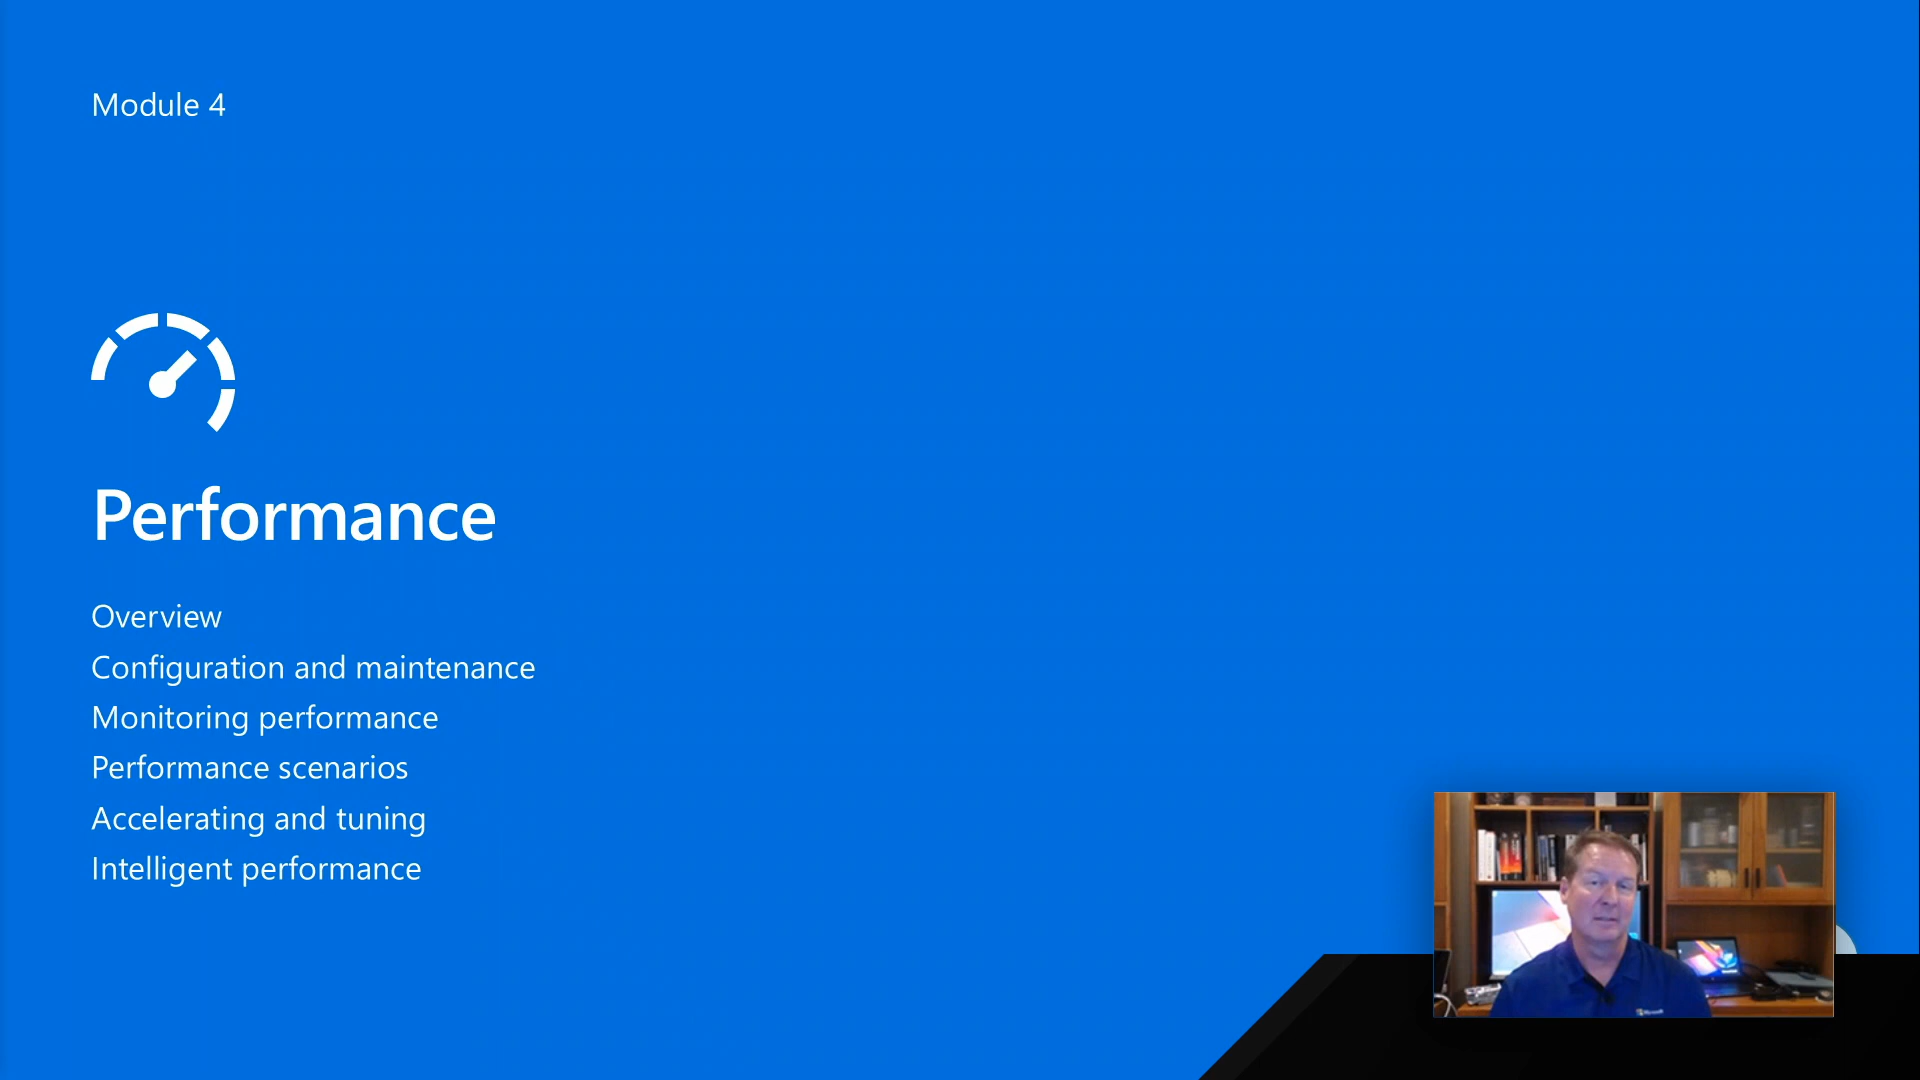 Module 4
Performance
Overview
Configuration and maintenance
Monitoring performance
Performance scenarios
Accelerating and tuning
Intelligent performance